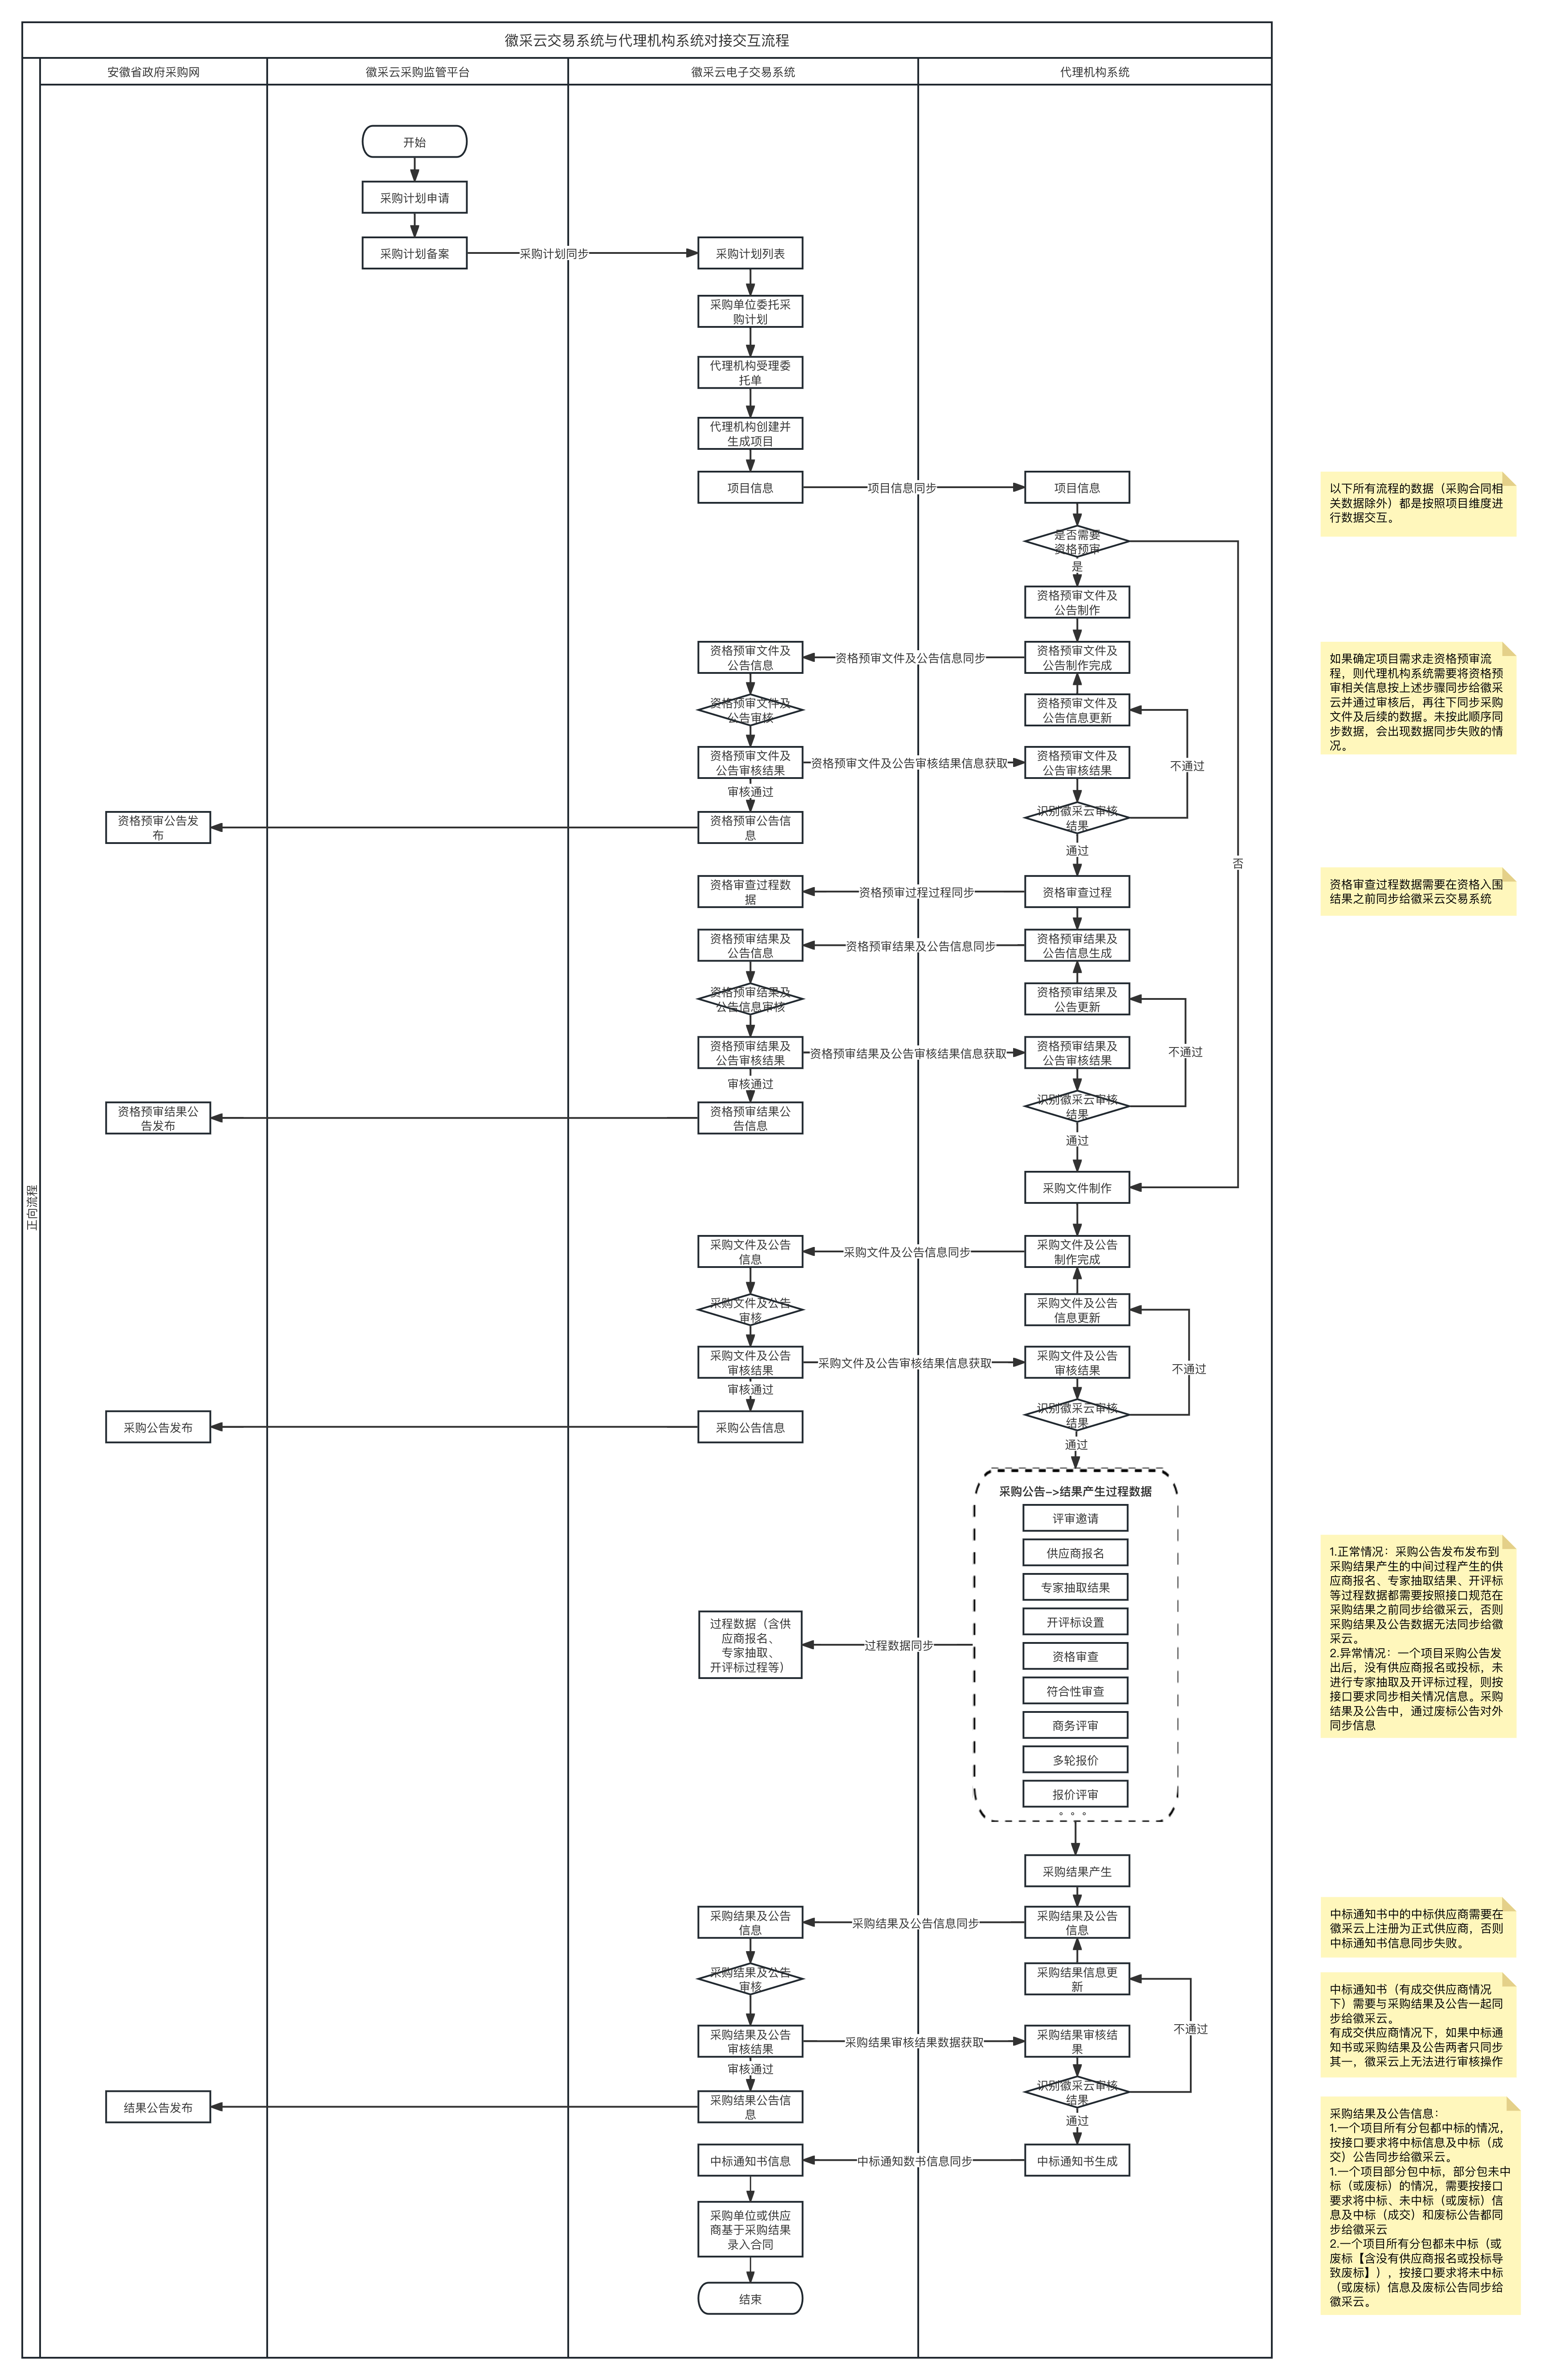 徽采云交易系统与代理机构系统对接交互流程
安徽省政府采购网
徽采云采购监管平台
徽采云电子交易系统
代理机构系统
正向流程
开始
采购计划申请
采购计划备案
采购计划同步
采购计划列表
采购单位委托采
购计划
代理机构受理委
托单
代理机构创建并
生成项目
项目信息
项目信息同步
项目信息
以下所有流程的数据（采购合同相
关数据除外）都是按照项目维度进
行数据交互。
是否需要
资格预审
是
否
资格预审文件及
公告制作
资格预审文件及
公告信息
资格预审文件及公告信息同步
资格预审文件及
公告制作完成
如果确定项目需求走资格预审流
程，则代理机构系统需要将资格预
审相关信息按上述步骤同步给徽采
云并通过审核后，再往下同步采购
文件及后续的数据。未按此顺序同
步数据，会出现数据同步失败的情
况。
资格预审文件及
公告审核
资格预审文件及
公告信息更新
资格预审文件及
公告审核结果
资格预审文件及公告审核结果信息获取
资格预审文件及
公告审核结果
不通过
审核通过
资格预审公告发
布
资格预审公告信
息
识别徽采云审核
结果
通过
资格审查过程数
据
资格预审过程过程同步
资格审查过程
资格审查过程数据需要在资格入围
结果之前同步给徽采云交易系统
资格预审结果及
公告信息
资格预审结果及公告信息同步
资格预审结果及
公告信息生成
资格预审结果及
公告信息审核
资格预审结果及
公告更新
资格预审结果及
公告审核结果
资格预审结果及公告审核结果信息获取
资格预审结果及
公告审核结果
不通过
审核通过
资格预审结果公
告发布
资格预审结果公
告信息
识别徽采云审核
结果
通过
采购文件制作
采购文件及公告
信息
采购文件及公告信息同步
采购文件及公告
制作完成
采购文件及公告
审核
采购文件及公告
信息更新
采购文件及公告
审核结果
采购文件及公告审核结果信息获取
采购文件及公告
审核结果
不通过
审核通过
采购公告发布
采购公告信息
识别徽采云审核
结果
通过
采购公告–>结果产生过程数据
评审邀请
供应商报名
专家抽取结果
开评标设置
资格审查
符合性审查
商务评审
多轮报价
报价评审
。。。
过程数据（含供
应商报名、
专家抽取、
开评标过程等）
过程数据同步
1.正常情况：采购公告发布发布到
采购结果产生的中间过程产生的供
应商报名、专家抽取结果、开评标
等过程数据都需要按照接口规范在
采购结果之前同步给徽采云，否则
采购结果及公告数据无法同步给徽
采云。
2.异常情况：一个项目采购公告发
出后，没有供应商报名或投标，未
进行专家抽取及开评标过程，则按
接口要求同步相关情况信息。采购
结果及公告中，通过废标公告对外
同步信息
采购结果产生
采购结果及公告
信息
采购结果及公告信息同步
采购结果及公告
信息
中标通知书中的中标供应商需要在
徽采云上注册为正式供应商，否则
中标通知书信息同步失败。
采购结果及公告
审核
采购结果信息更
新
中标通知书（有成交供应商情况
下）需要与采购结果及公告一起同
步给徽采云。
有成交供应商情况下，如果中标通
知书或采购结果及公告两者只同步
其一，徽采云上无法进行审核操作
采购结果及公告
审核结果
采购结果审核结果数据获取
采购结果审核结
果
不通过
审核通过
结果公告发布
采购结果公告信
息
识别徽采云审核
结果
通过
中标通知书信息
中标通知数书信息同步
中标通知书生成
采购结果及公告信息：
1.一个项目所有分包都中标的情况，
按接口要求将中标信息及中标（成
交）公告同步给徽采云。
1.一个项目部分包中标，部分包未中
标（或废标）的情况，需要按接口
要求将中标、未中标（或废标）信
息及中标（成交）和废标公告都同
步给徽采云
2.一个项目所有分包都未中标（或
废标【含没有供应商报名或投标导
致废标】），按接口要求将未中标
（或废标）信息及废标公告同步给
徽采云。
采购单位或供应
商基于采购结果
录入合同
结束